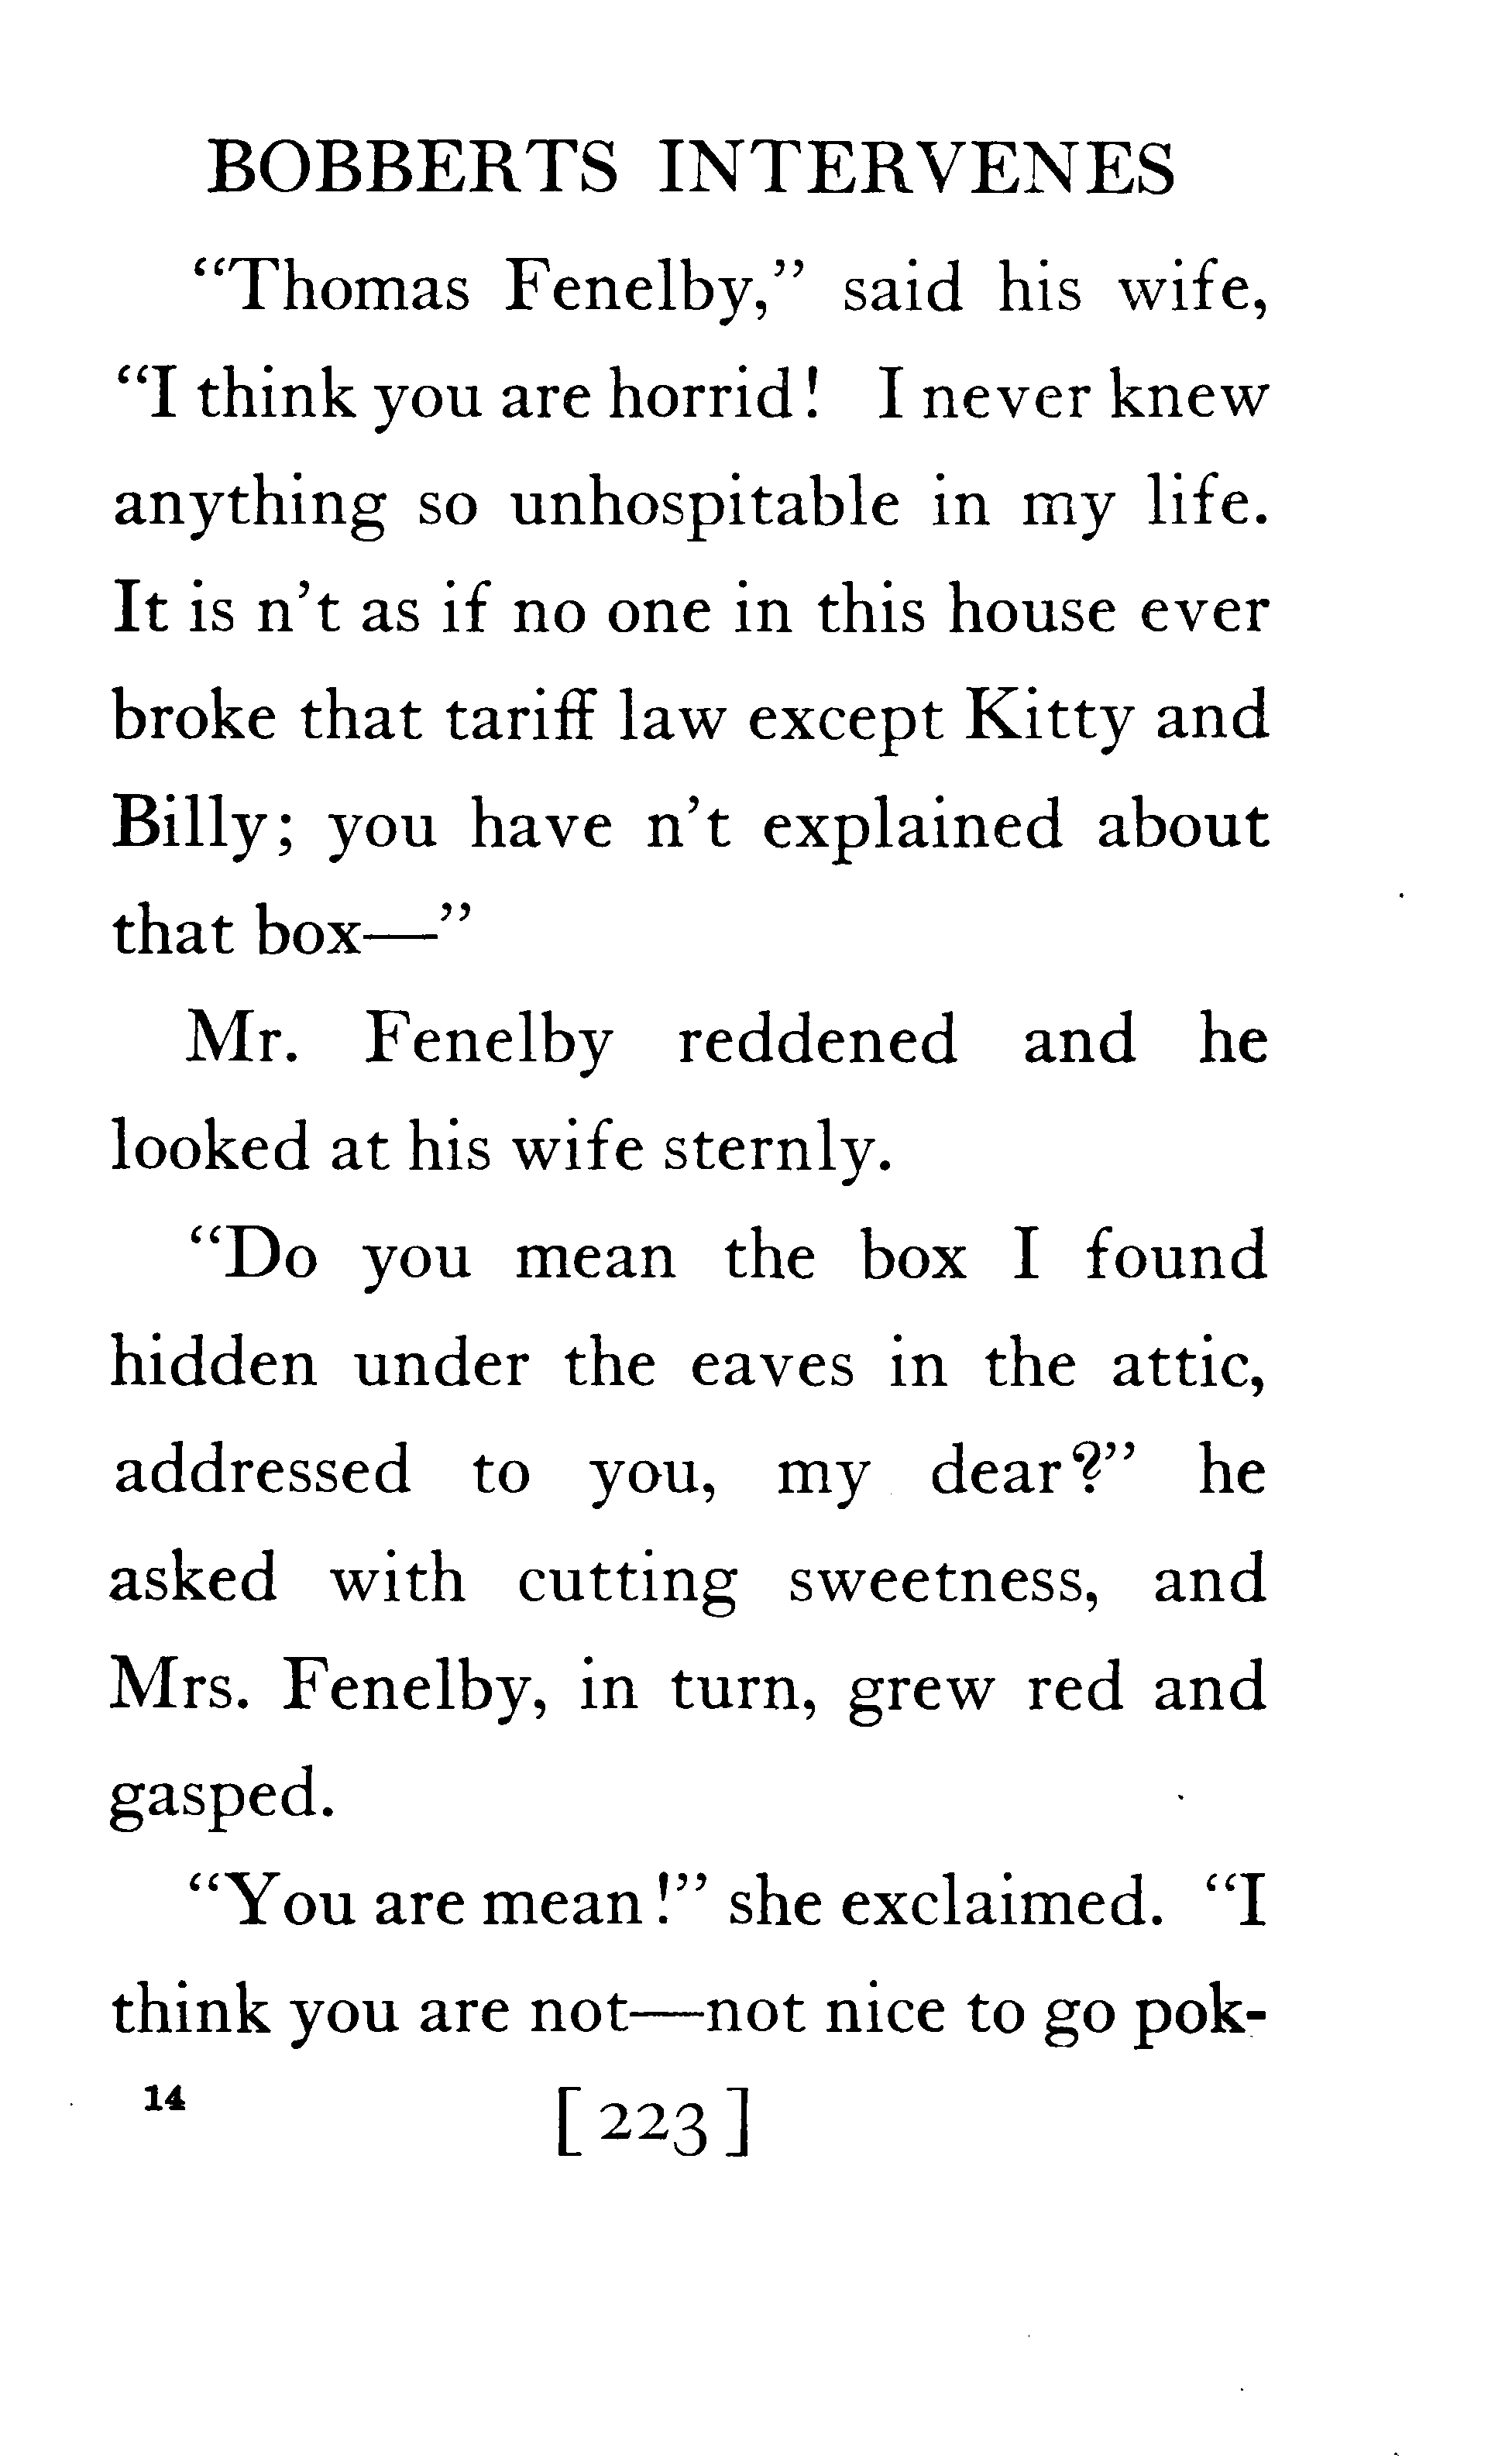 BOBBERTS INTERVENES
“Thomas Fenelby,” said his wife,
“I think you are horrid! I never knew
anything so unhospitable in my life.
It is n’t as if no one in this house ever
broke that tariff law except Kitty and
Billy; you have n’t explained about
that box—”
Mr. Fenelby reddened and he
looked at his wife sternly.
“Do you mean the box I found
hidden under the eaves in the attic,
addressed to you, my dear?” he
asked with cutting sweetness, and
Mrs. Fenelby, in turn, grew red and
gasped.
“You are mean!” she exclaimed. “I
think you are not—not nice to go pok-
14 [223]